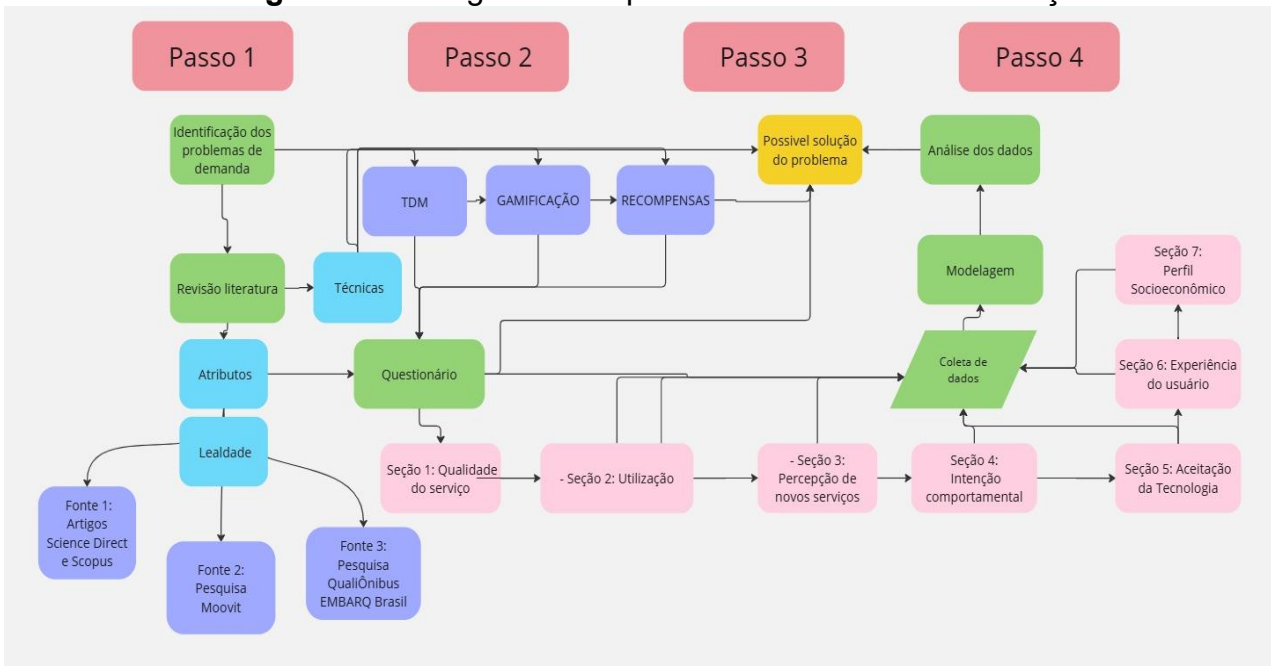 Passo 1
Passo 2
Passo 3
Passo 4
Identificação dos
problemas de
demanda
TDM
GAMIFICAÇÃO
RECOMPENSAS
Possivel solução
do problema
Análise dos dados
Revisão literatura
Técnicas
Modelagem
Seção 7:
Perfil
Socioeconômico
Atributos
Questionário
Coleta de
dados
Seção 6: Experiência
do usuário
Lealdade
Seção 1: Qualidade
do serviço
- Seção 2: Utilização
- Seção 3:
Percepção de
novos serviços
Seção 4:
Intenção
comportamental
Seção 5: Aceitação
da Tecnologia
Fonte 1:
Artigos
Science Direct
e Scopus
Fonte 2:
Pesquisa
Moovit
Fonte 3:
Pesquisa
QualiÔnibus
EMBARQ Brasil